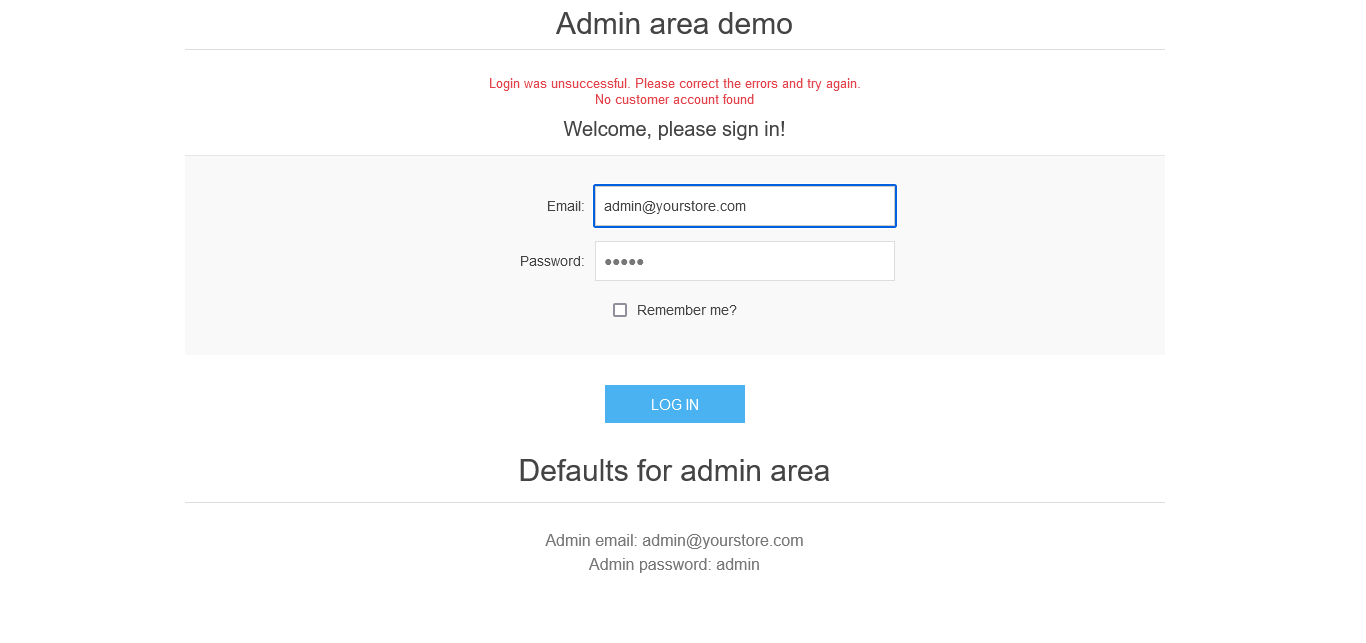 Admin area demo
Login was unsuccessful. Please correct the errors and try again.
No customer account found
Welcome, please sign in!
Email: admin@yourstore.com
Password: •••••
Remember me?
LOG IN
Defaults for admin area
Admin email: admin@yourstore.com
Admin password: admin